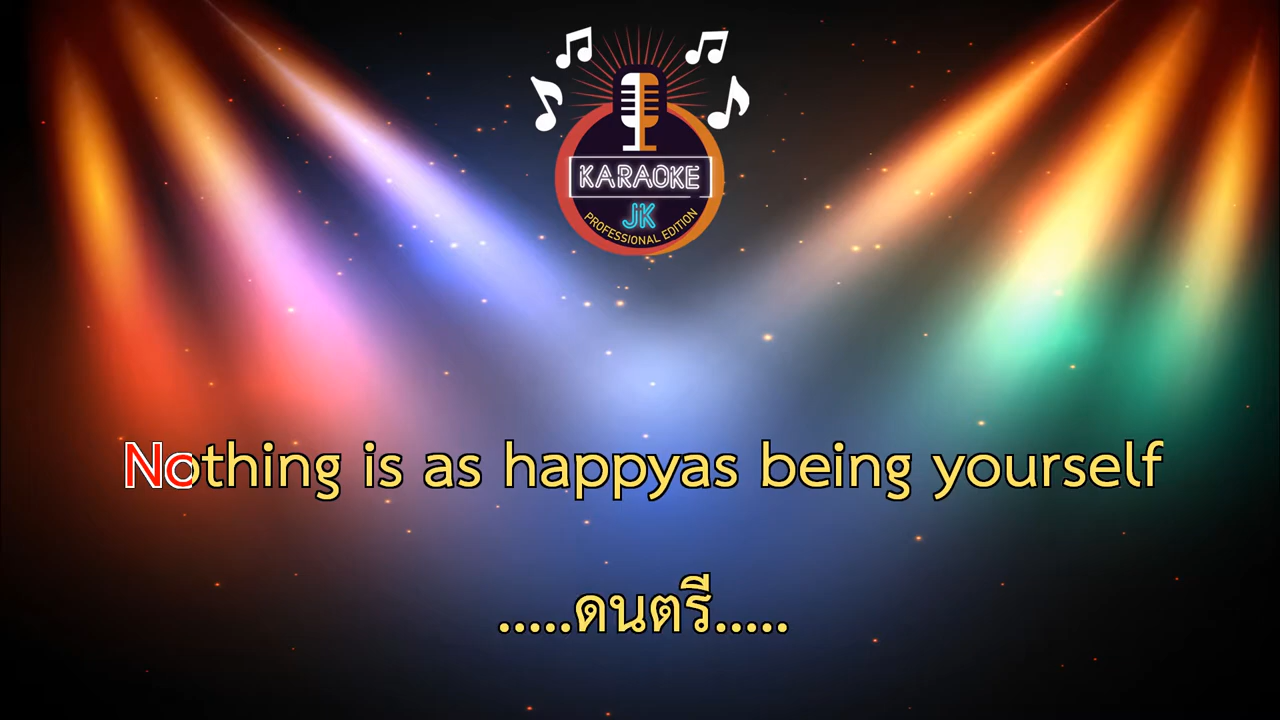 KARAOKE
JK
PROFESSIONAL EDITION
Nothing is as happyas being yourself
.....ดนตรี.....